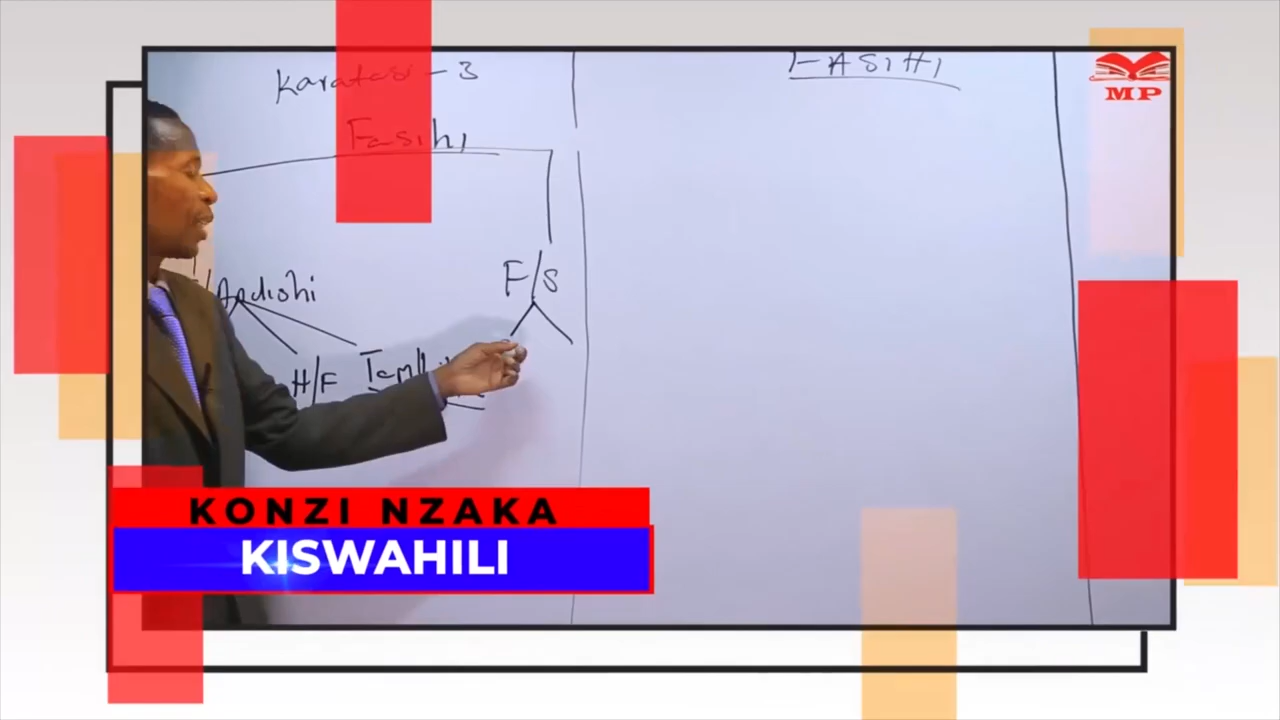 Karatasi - 3
FASIHI
MP
Fasihi
F/S
Andishi
H/F
KONZI NZAKA
KISWAHILI